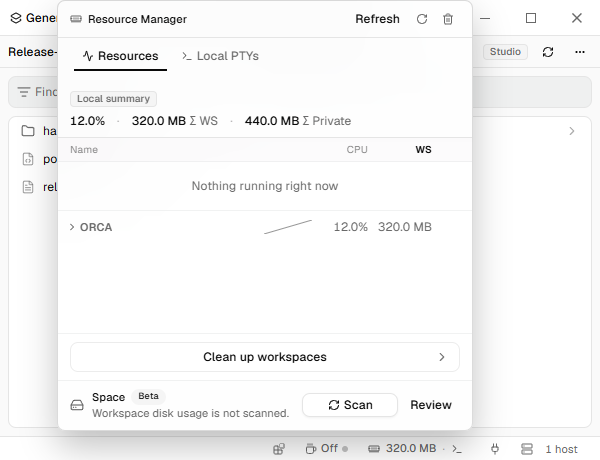 Gener
Resource Manager
Refresh
Release-
Studio
Resources
Local PTYs
Find
Local summary
12.0% · 320.0 MB Σ WS · 440.0 MB Σ Private
Name CPU WS
ha
po
rel
Nothing running right now
ORCA 12.0% 320.0 MB
Clean up workspaces
Space Beta
Workspace disk usage is not scanned.
Scan
Review
Off
320.0 MB ·
1 host